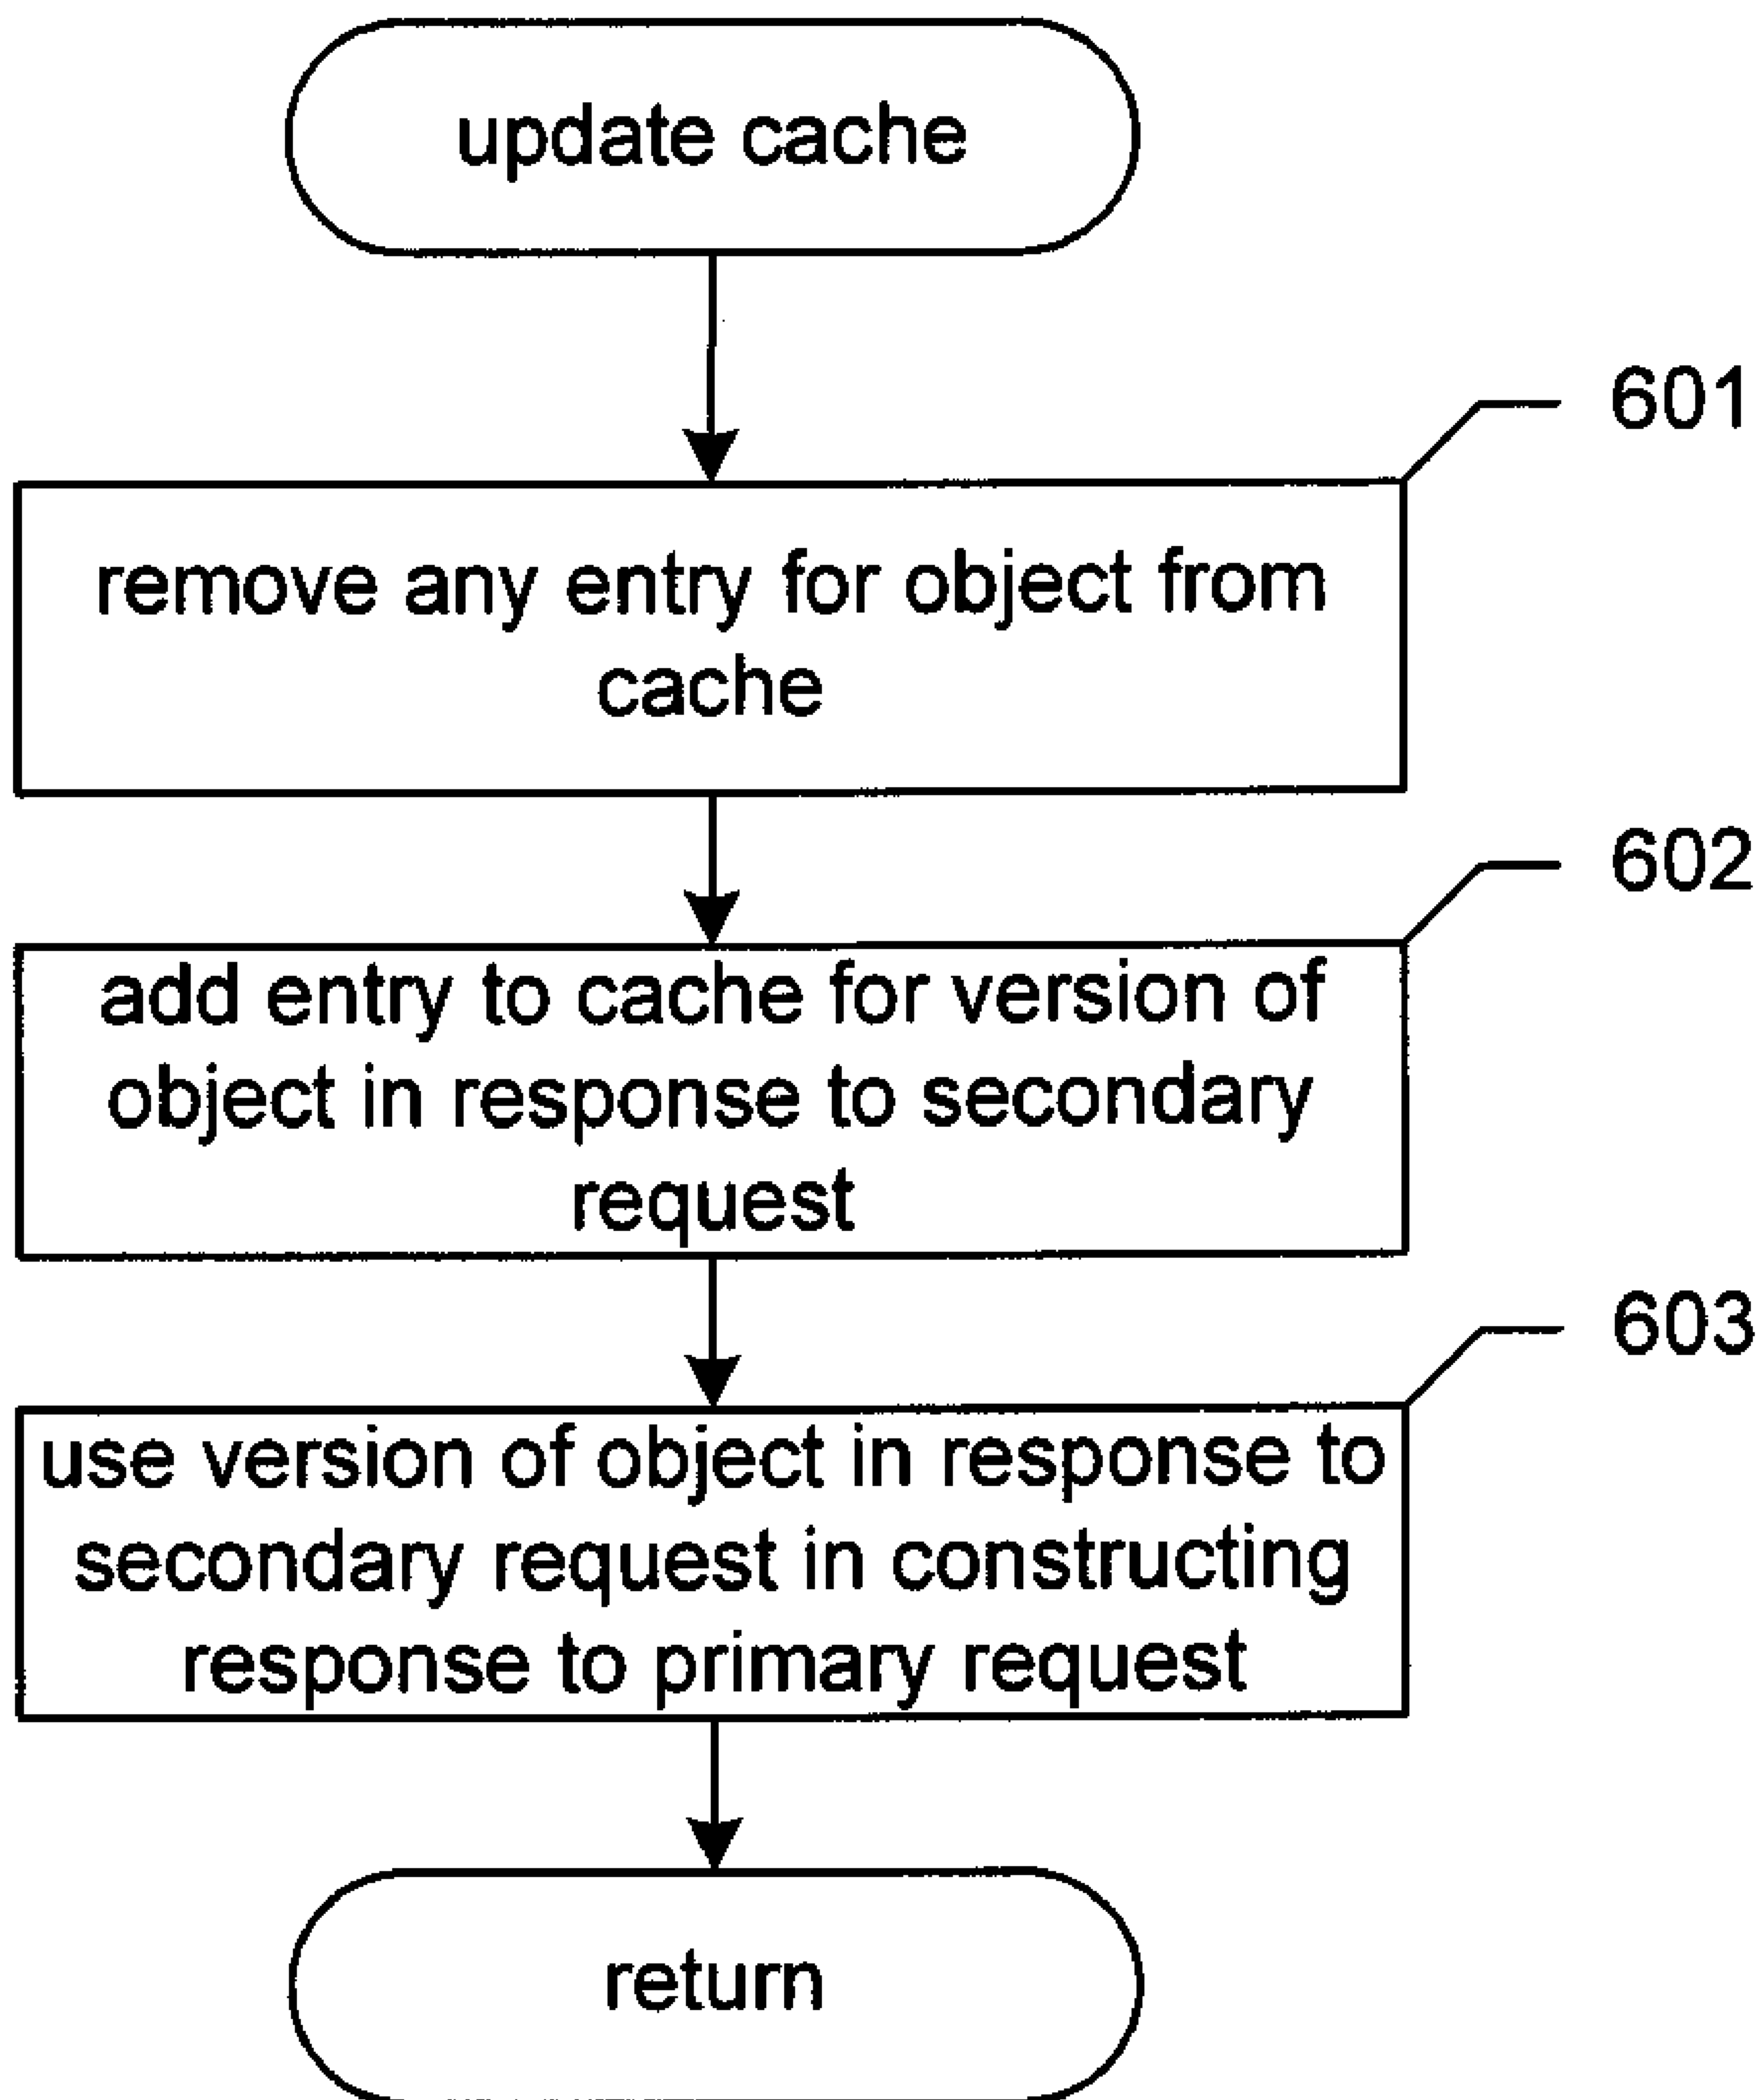 update cache
601
remove any entry for object from
cache
602
add entry to cache for version of
object in response to secondary
request
603
use version of object in response to
secondary request in constructing
response to primary request
return